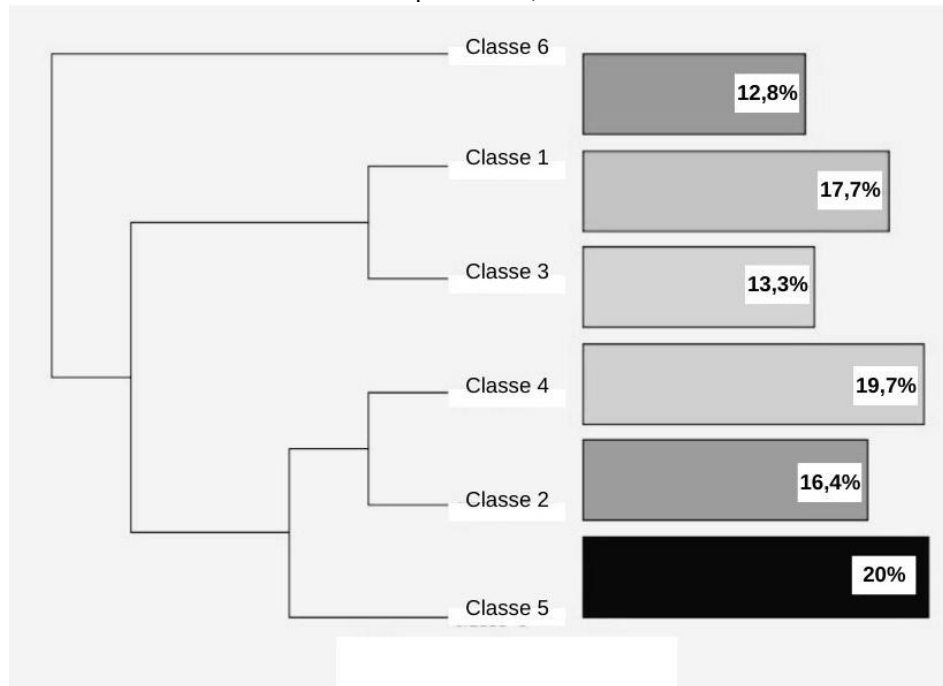 Classe 6
12,8%
Classe 1
17,7%
Classe 3
13,3%
Classe 4
19,7%
Classe 2
16,4%
Classe 5
20%